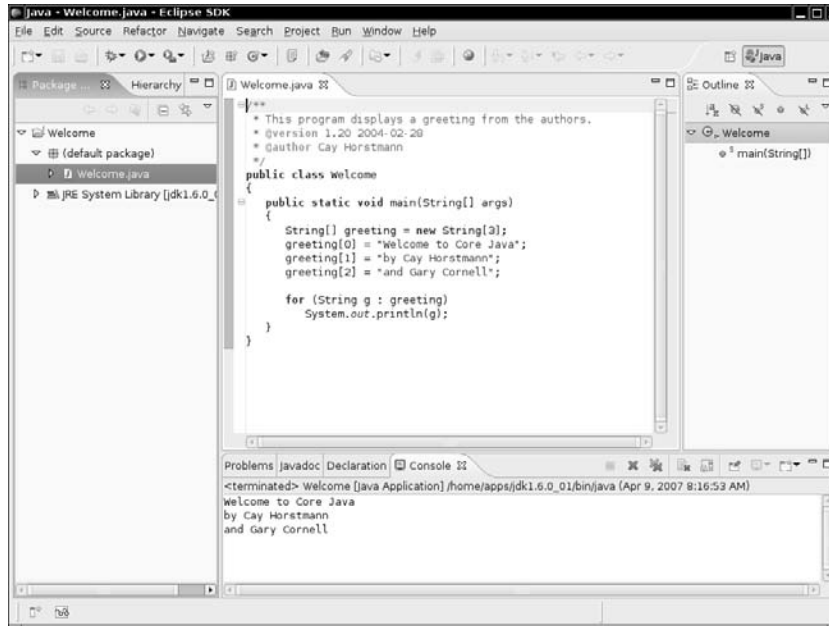 Java - Welcome.java - Eclipse SDK
File Edit Source Refactor Navigate Search Project Run Window Help
Java
Package ... Hierarchy
Welcome
(default package)
Welcome.java
JRE System Library [jdk1.6.0_
Welcome.java
/**
* This program displays a greeting from the authors.
* @version 1.20 2004-02-28
* @author Cay Horstmann
*/
public class Welcome
{
public static void main(String[] args)
{
String[] greeting = new String[3];
greeting[0] = "Welcome to Core Java";
greeting[1] = "by Cay Horstmann";
greeting[2] = "and Gary Cornell";
for (String g : greeting)
System.out.println(g);
}
}
Outline
Welcome
main(String[])
Problems Javadoc Declaration Console
<terminated> Welcome [Java Application] /home/apps/jdk1.6.0_01/bin/java (Apr 9, 2007 8:16:53 AM)
Welcome to Core Java
by Cay Horstmann
and Gary Cornell